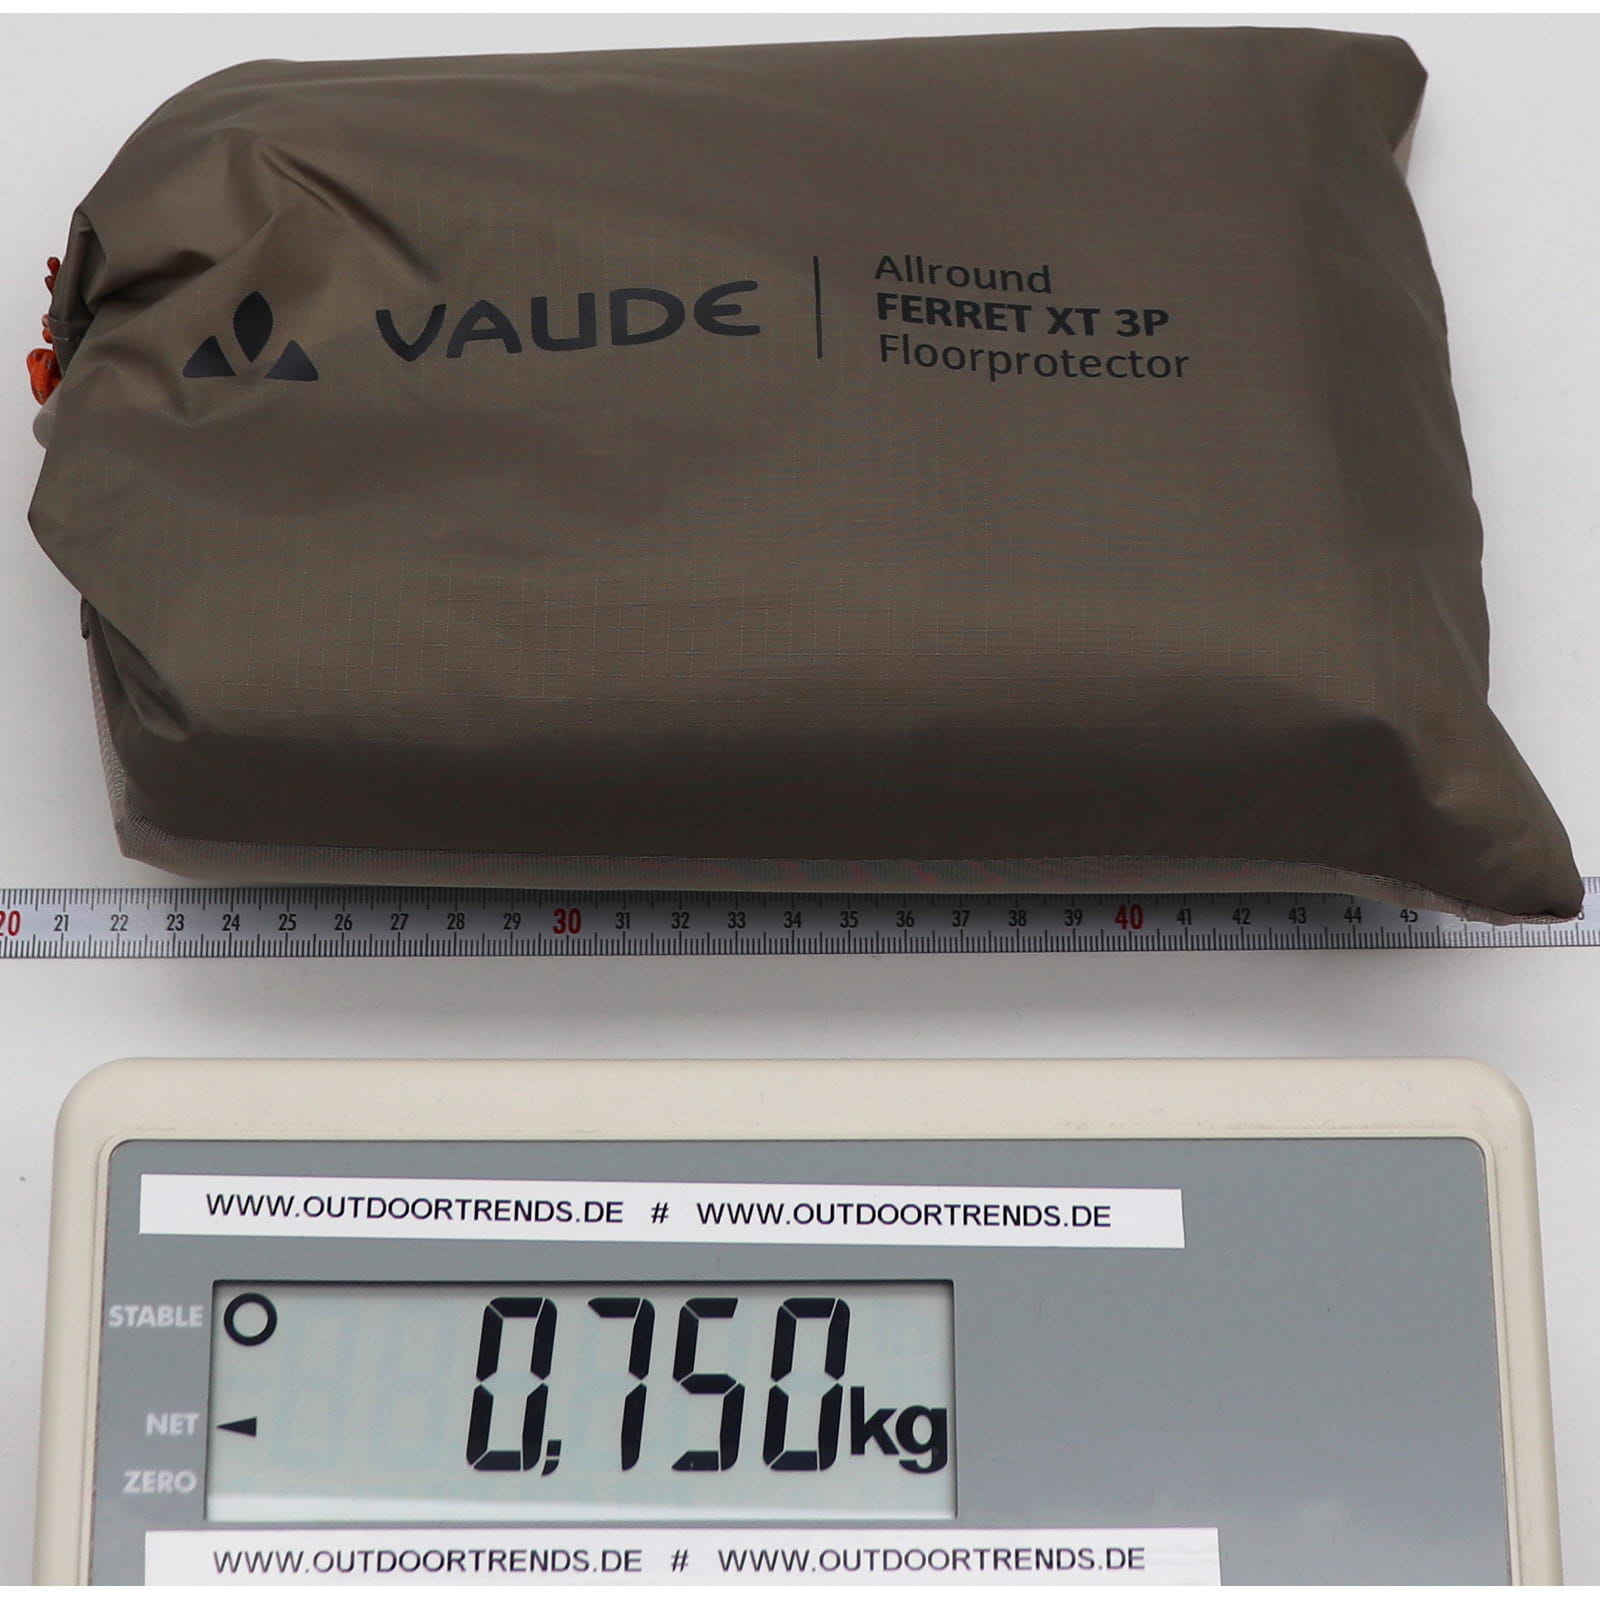 VAUDE
Allround
FERRET XT 3P
Floorprotector
20 21 22 23 24 25 26 27 28 29 30 31 32 33 34 35 36 37 38 39 40 41 42 43 44 45
WWW.OUTDOORTRENDS.DE # WWW.OUTDOORTRENDS.DE
STABLE
0,750kg
NET
ZERO
WWW.OUTDOORTRENDS.DE # WWW.OUTDOORTRENDS.DE